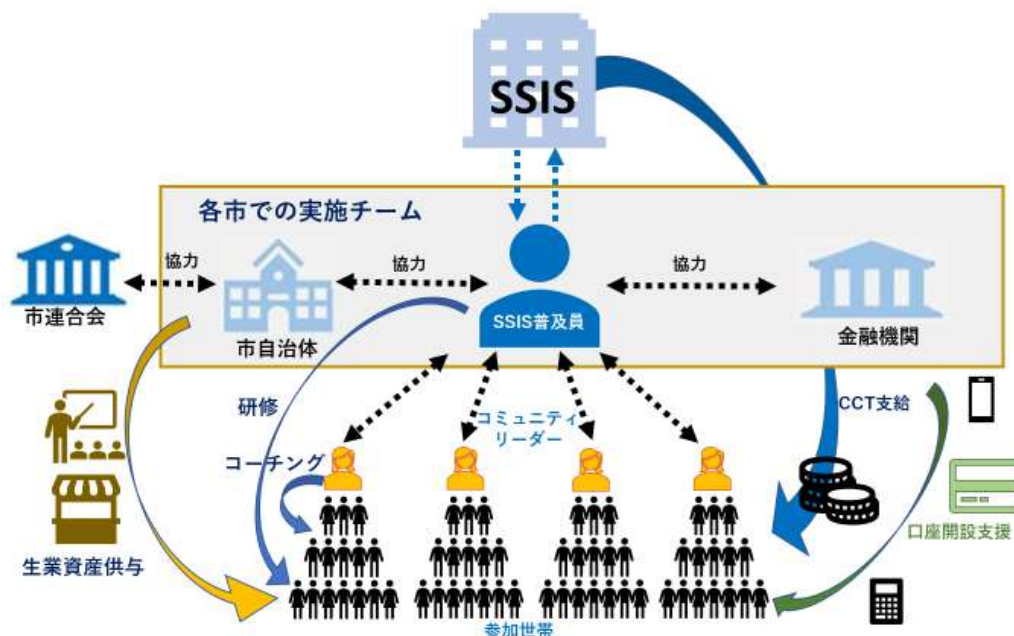 SSIS
各市での実施チーム
協力
協力
協力
市連合会
市自治体
SSIS普及員
金融機関
研修
CCT支給
コミュニティ
リーダー
コーチング
口座開設支援
生業資産供与
参加世帯